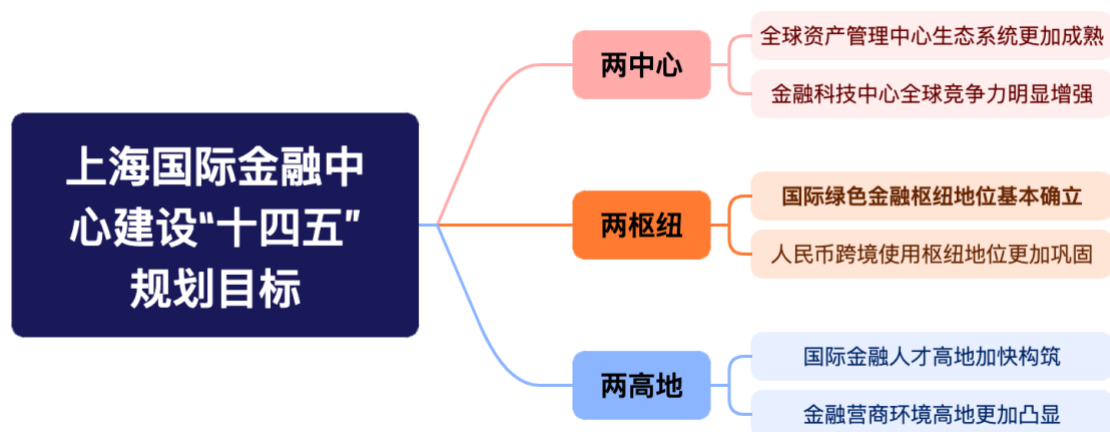 上海国际金融中
心建设“十四五”
规划目标
两中心
全球资产管理中心生态系统更加成熟
金融科技中心全球竞争力明显增强
两枢纽
国际绿色金融枢纽地位基本确立
人民币跨境使用枢纽地位更加巩固
两高地
国际金融人才高地加快构筑
金融营商环境高地更加凸显